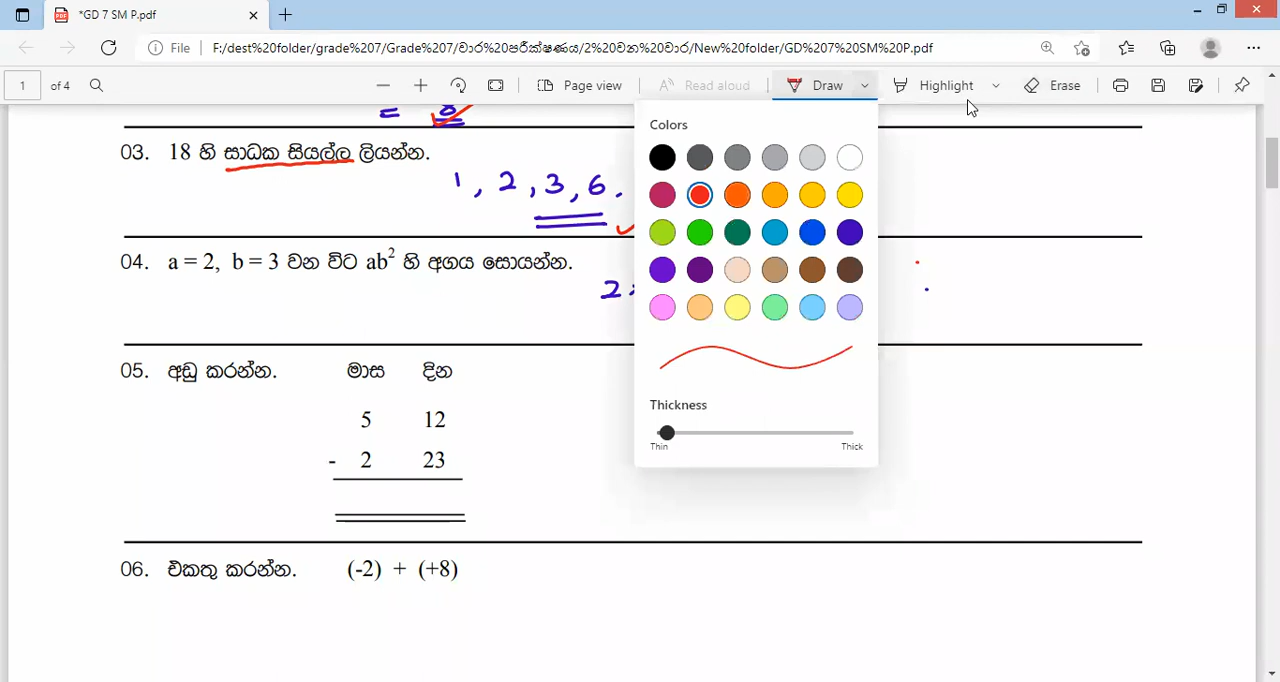 *GD 7 SM P.pdf
File F:/dest%20folder/grade%207/Grade%207/වාර%20පරීක්ෂණය/2%20වන%20වාර/New%20folder/GD%207%20SM%20P.pdf
1 of 4 Page view Read aloud Draw Highlight Erase
= 8
03. 18 හි සාධක සියල්ල ලියන්න.
1, 2, 3, 6.
04. a = 2, b = 3 වන විට ab² හි අගය සොයන්න.
2
05. අඩු කරන්න. මාස දින
5 12
- 2 23
06. එකතු කරන්න. (-2) + (+8)
Colors
Thickness
Thin Thick